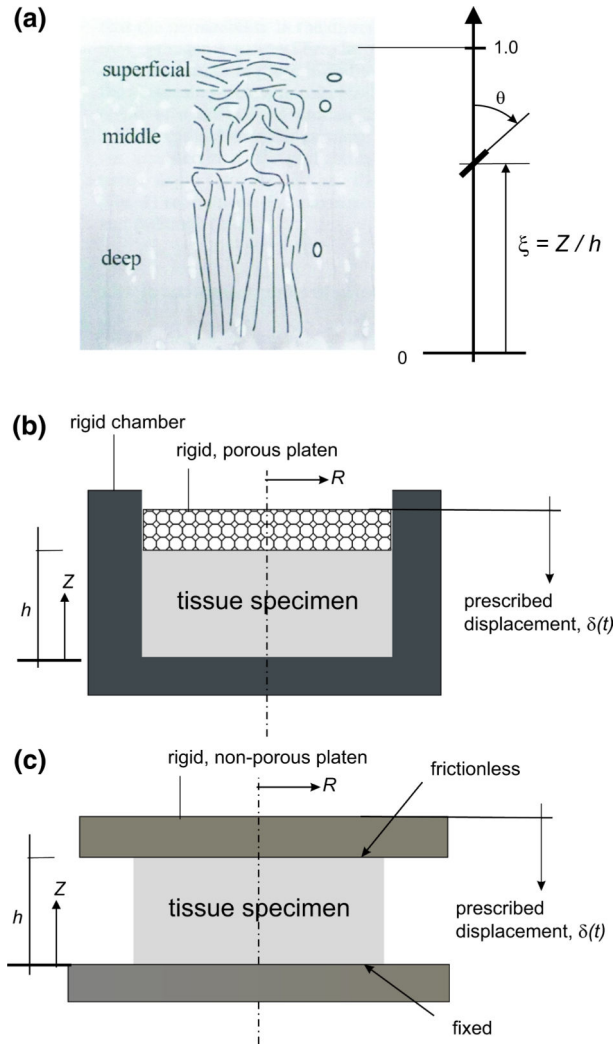 (a)
superficial
middle
deep
1.0
θ
ξ = Z / h
0
(b)
rigid chamber
rigid, porous platen
R
Z
h
tissue specimen
prescribed
displacement, δ(t)
(c)
rigid, non-porous platen
R
frictionless
Z
h
tissue specimen
prescribed
displacement, δ(t)
fixed